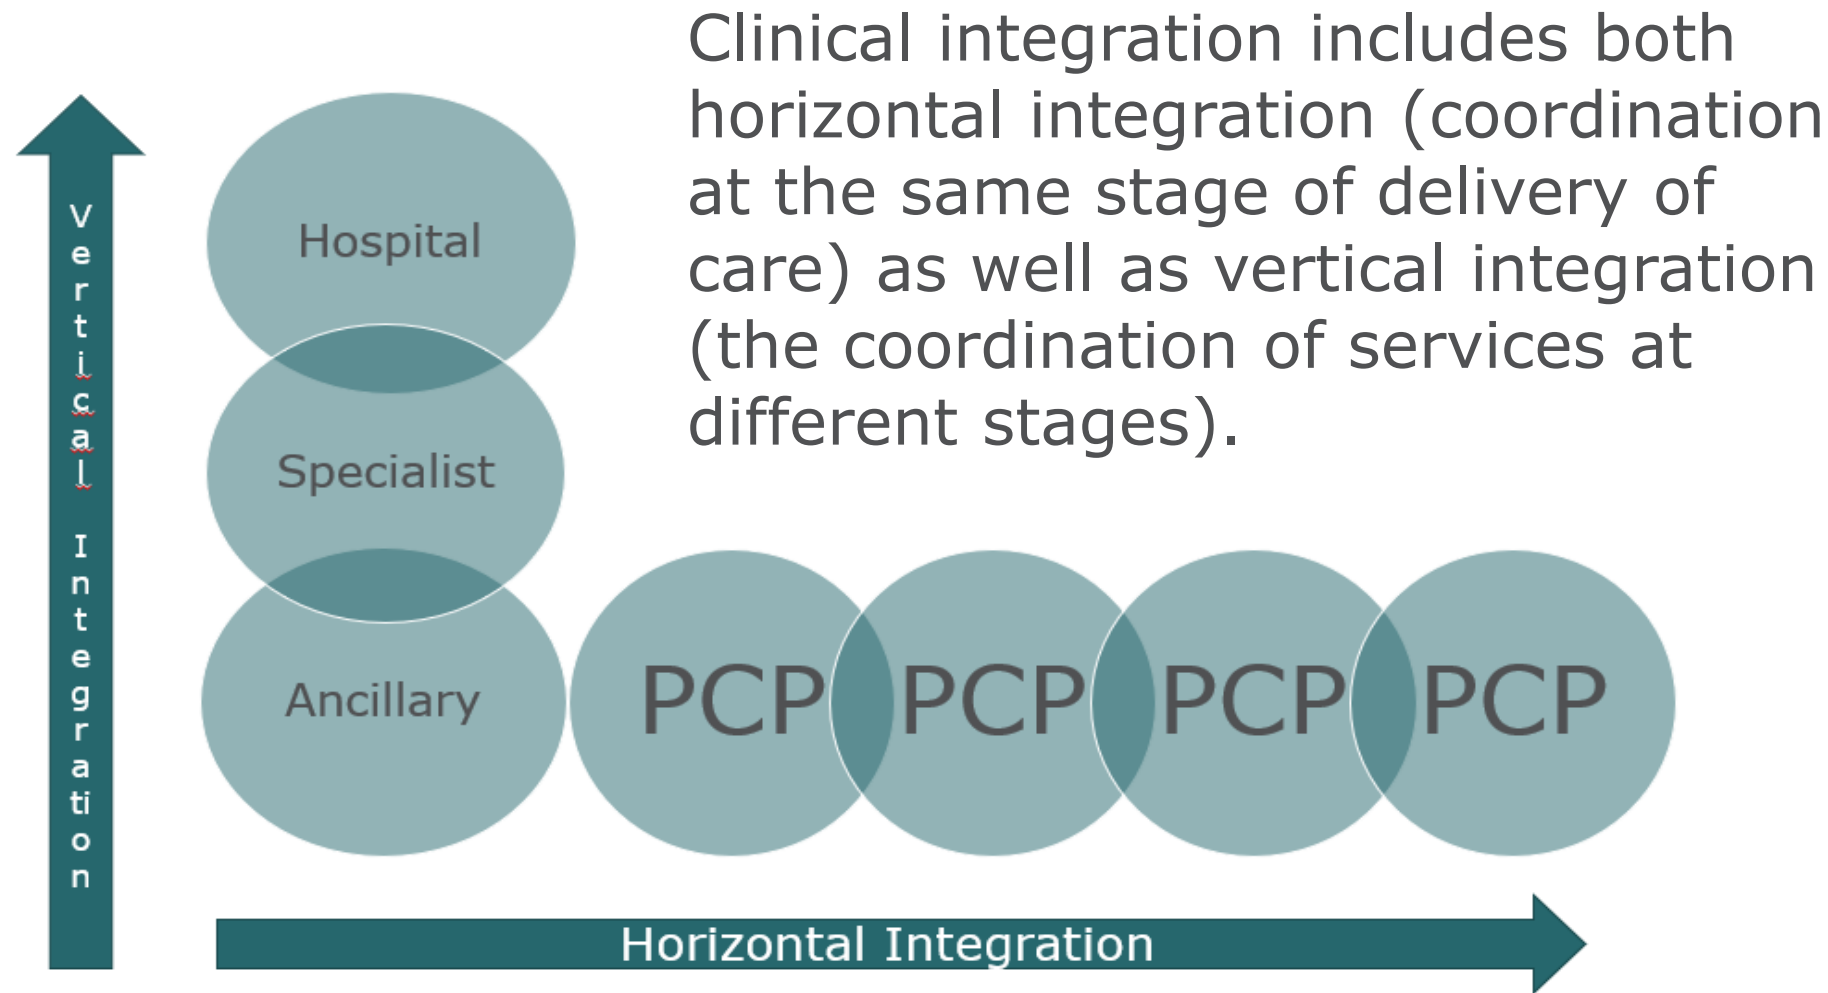 Clinical integration includes both
horizontal integration (coordination
at the same stage of delivery of
care) as well as vertical integration
(the coordination of services at
different stages).
Vertical Integration
Hospital
Specialist
Ancillary
PCP PCP PCP PCP
Horizontal Integration